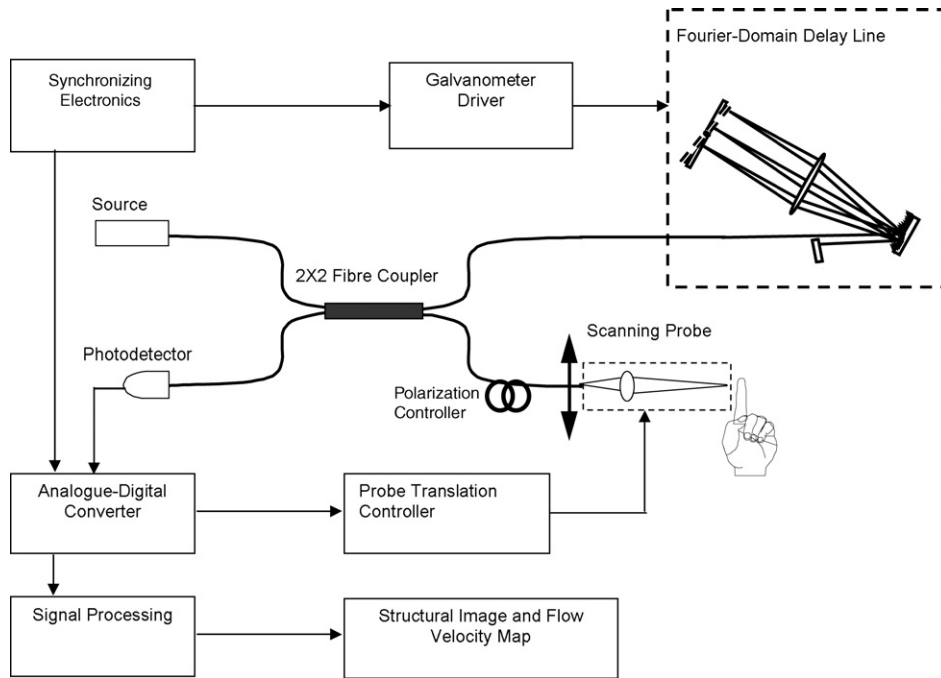 Fourier-Domain Delay Line
Synchronizing
Electronics
Galvanometer
Driver
Source
2X2 Fibre Coupler
Scanning Probe
Photodetector
Polarization
Controller
Analogue-Digital
Converter
Probe Translation
Controller
Signal Processing
Structural Image and Flow
Velocity Map